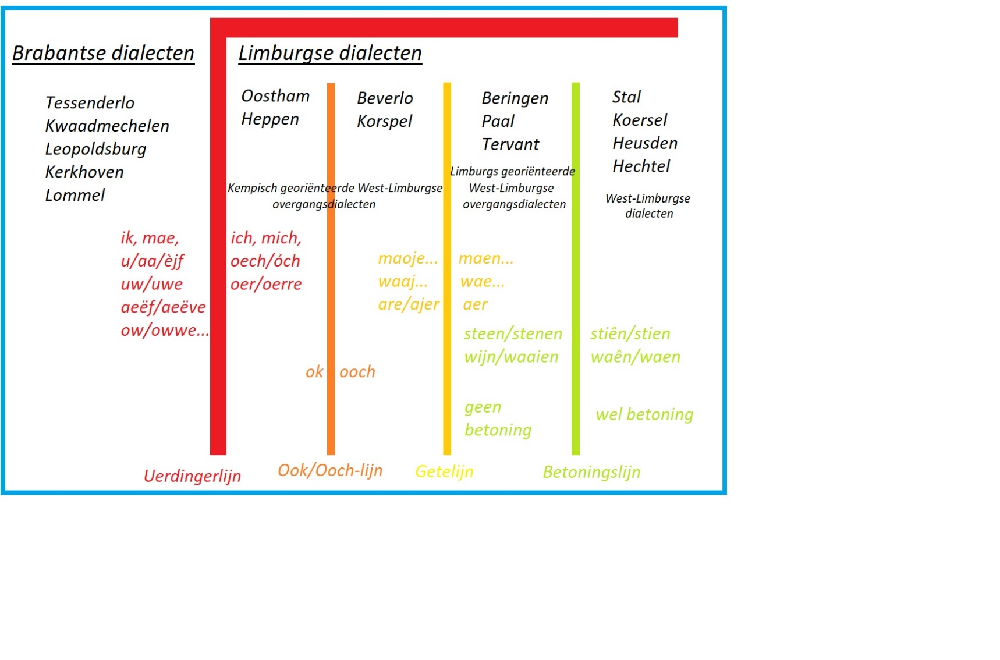 Brabantse dialecten
Tessenderlo
Kwaadmechelen
Leopoldsburg
Kerkhoven
Lommel
ik, mae,
u/aa/èjf
uw/uwe
aeëf/aeëve
ow/owwe...
Limburgse dialecten
Oostham
Heppen
Beverlo
Korspel
Kempisch georiënteerde West-Limburgse
overgangsdialecten
ich, mich,
oech/óch
oer/oerre
ok
ooch
maoje...
waaj...
are/ajer
Beringen
Paal
Tervant
Limburgs georiënteerde
West-Limburgse
overgangsdialecten
maen...
wae...
aer
steen/stenen
wijn/waaien
geen
betoning
Stal
Koersel
Heusden
Hechtel
West-Limburgse
dialecten
stiên/stien
waên/waen
wel betoning
Uerdingerlijn
Ook/Ooch-lijn
Getelijn
Betoningslijn